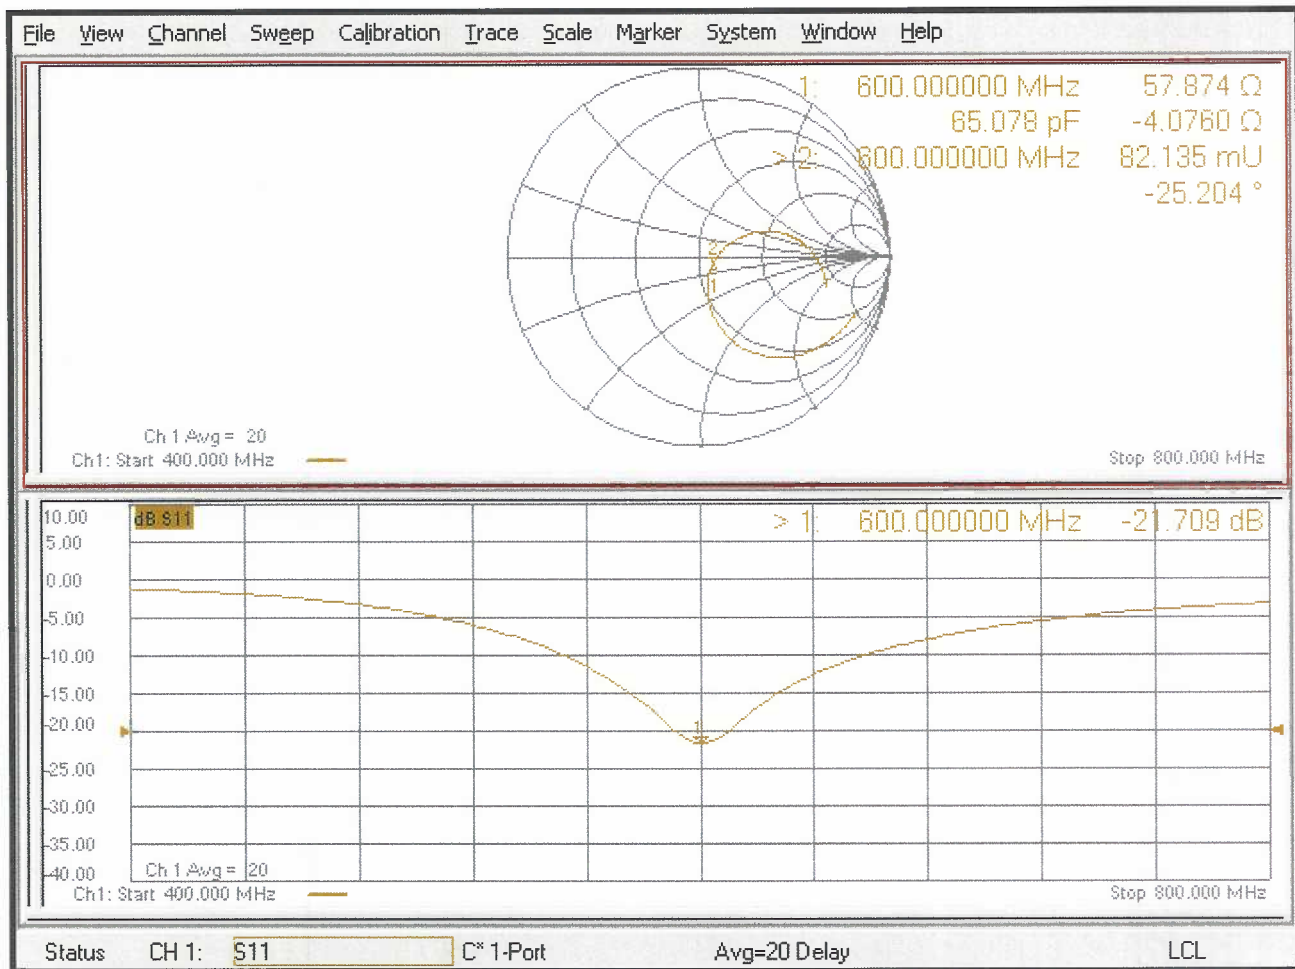 File View Channel Sweep Calibration Trace Scale Marker System Window Help
1: 600.000000 MHz 57.874 Ω
65.078 pF -4.0760 Ω
> 2: 600.000000 MHz 82.135 mU
-25.204 °
2
1
Ch 1 Avg = 20
Ch1: Start 400.000 MHz Stop 800.000 MHz
10.00 dB S11 > 1: 600.000000 MHz -21.709 dB
5.00
0.00
-5.00
-10.00
-15.00
-20.00 1
-25.00
-30.00
-35.00
-40.00 Ch 1 Avg = 20
Ch1: Start 400.000 MHz Stop 800.000 MHz
Status CH 1: S11 C* 1-Port Avg=20 Delay LCL